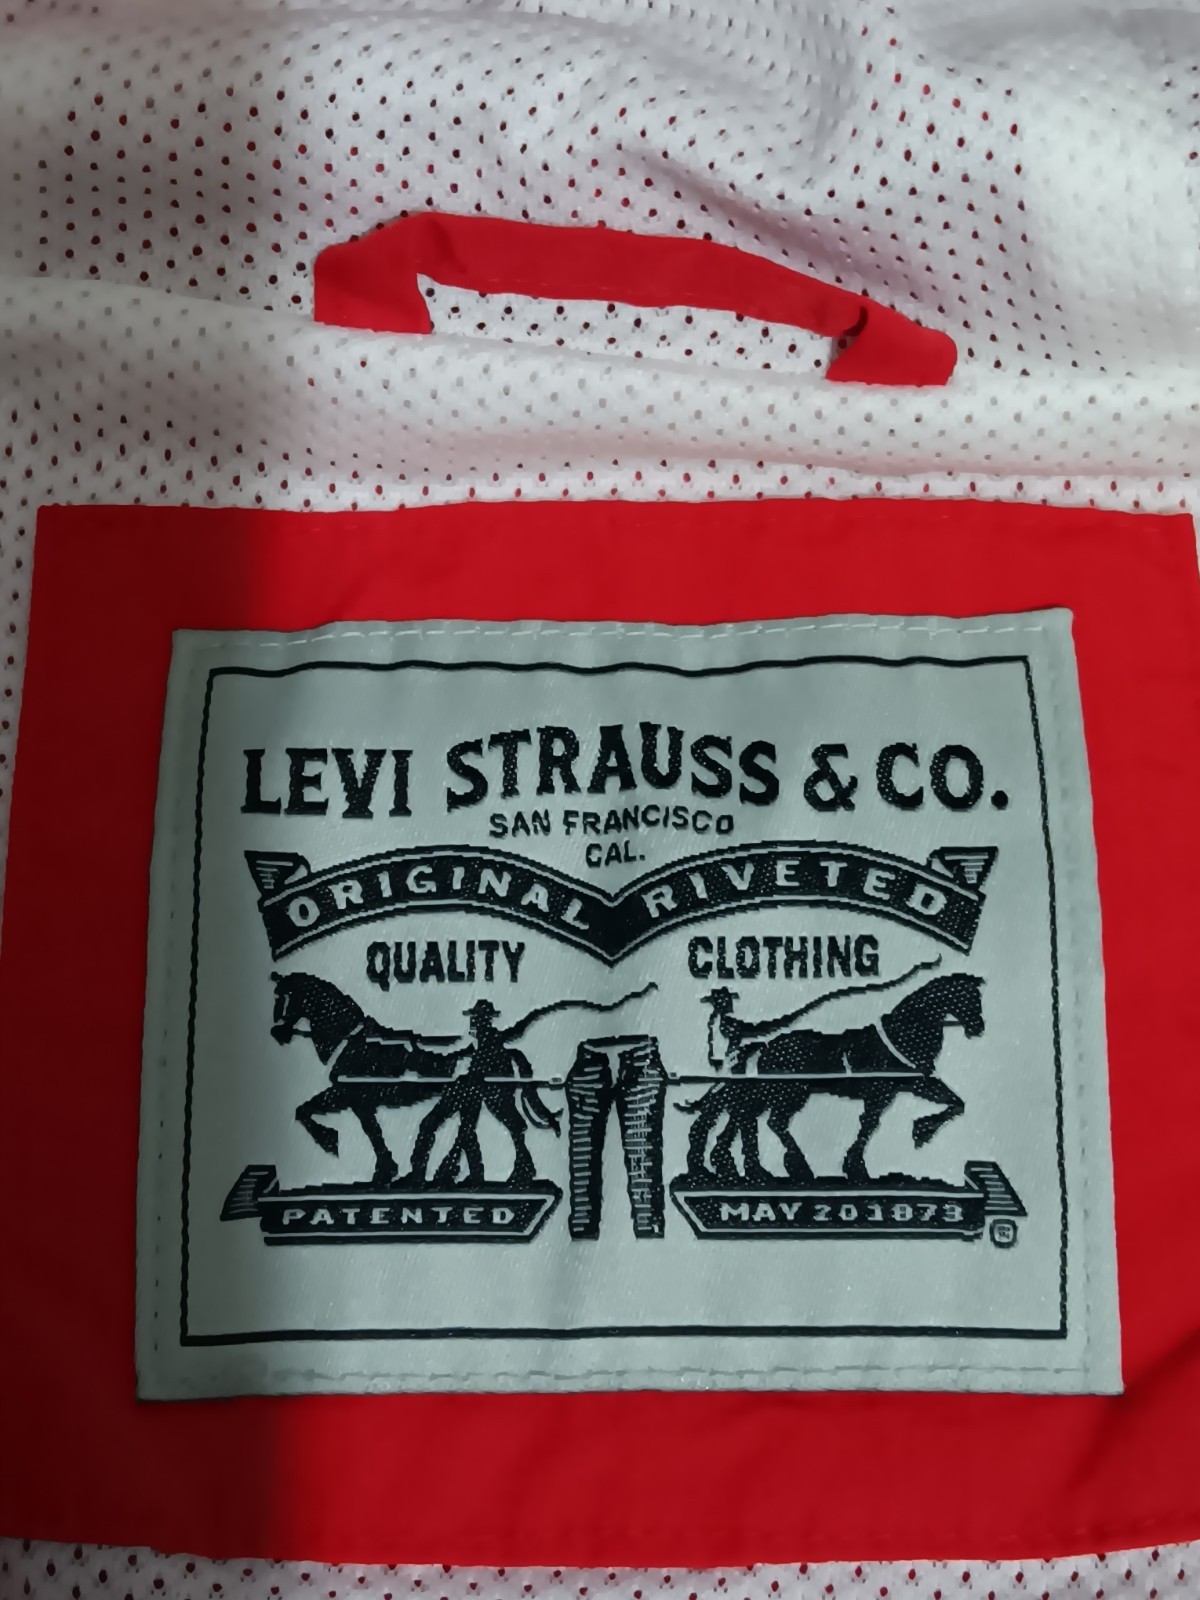 LEVI STRAUSS & CO.
SAN FRANCISCO
CAL.
ORIGINAL RIVETED
QUALITY CLOTHING
PATENTED MAY 20 1873
®